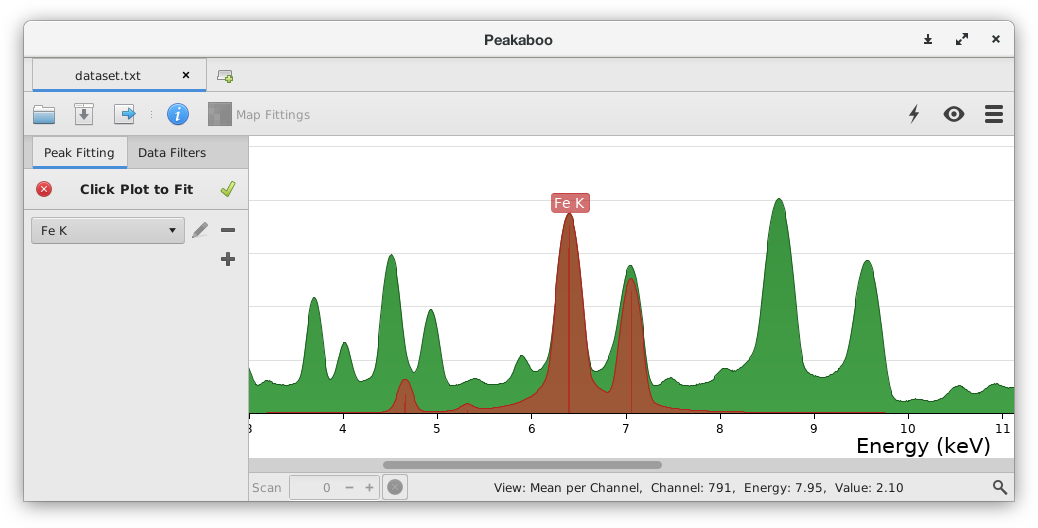 Peakaboo
dataset.txt
Map Fittings
Peak Fitting Data Filters
Click Plot to Fit
Fe K
Fe K
3 4 5 6 7 8 9 10 11
Energy (keV)
Scan 0 View: Mean per Channel, Channel: 791, Energy: 7.95, Value: 2.10